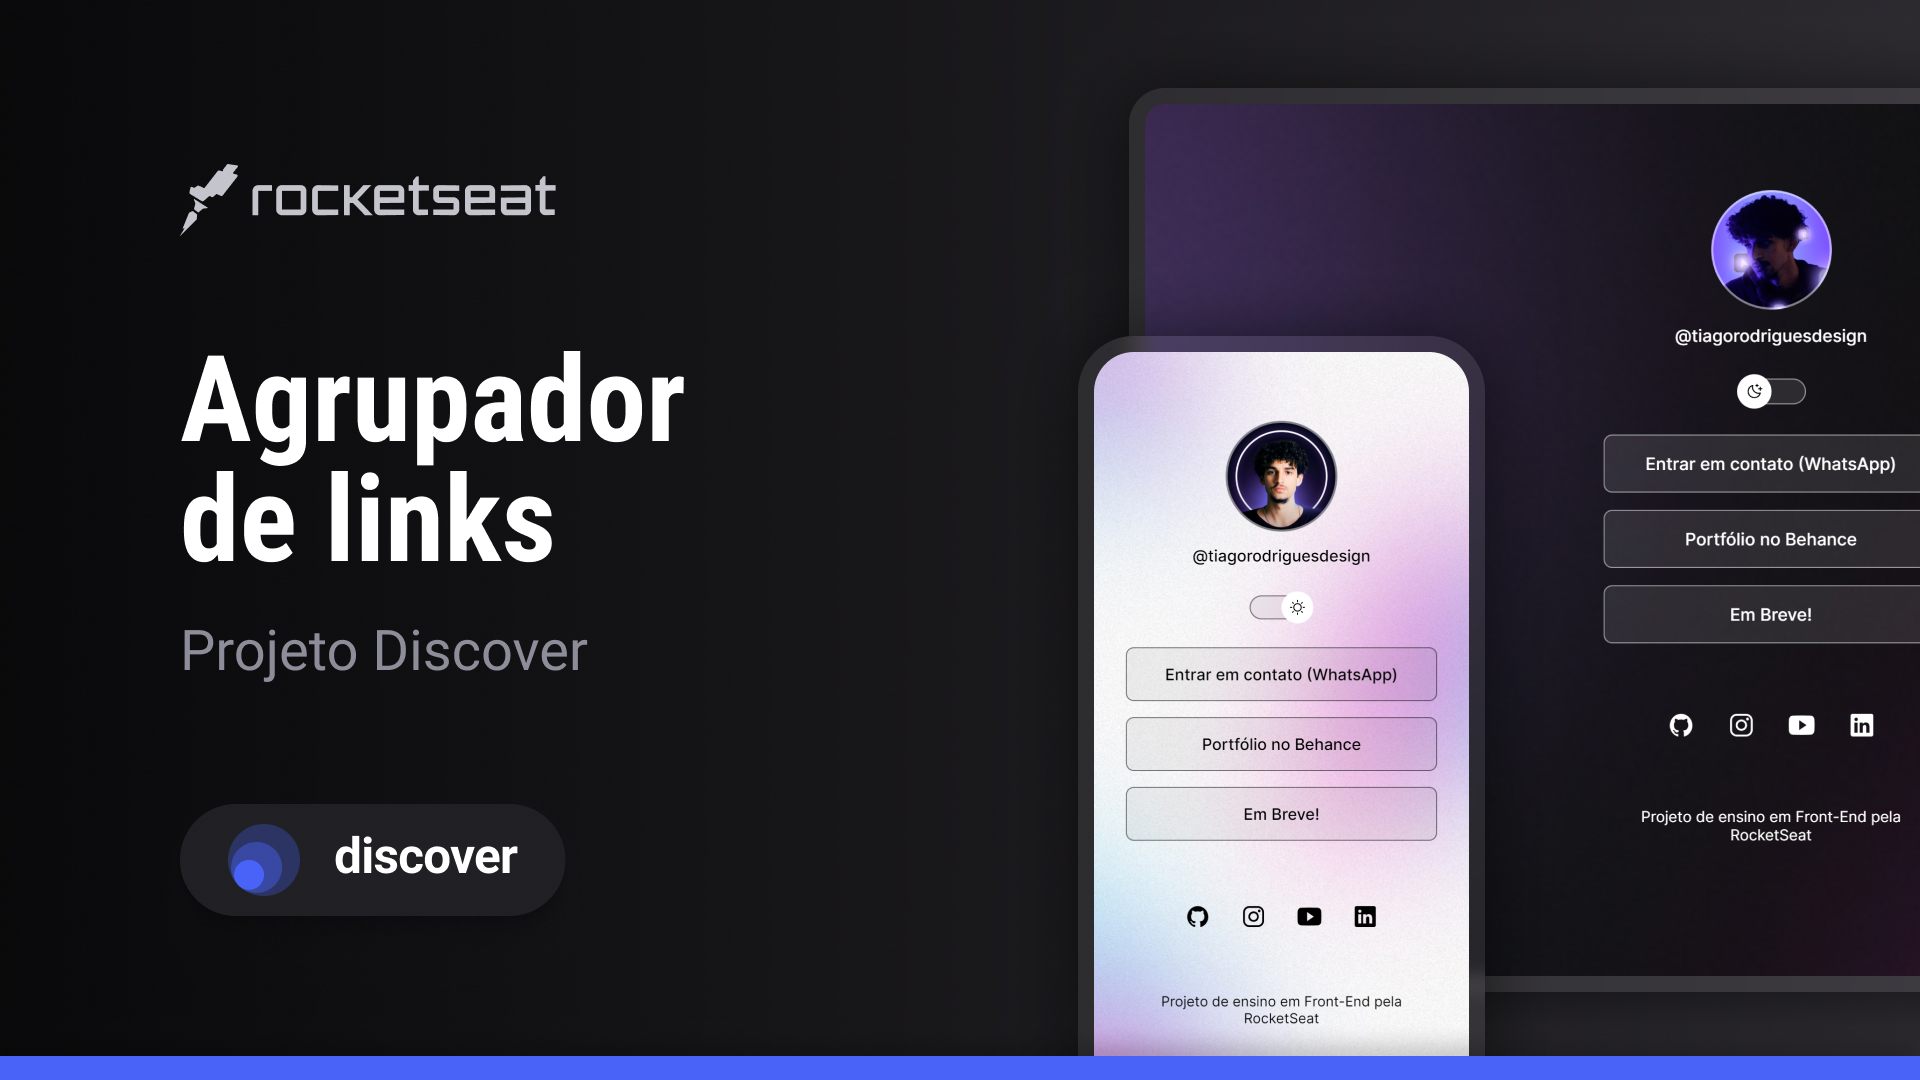 rocketseat
Agrupador
de links
Projeto Discover
discover
@tiagorodriguesdesign
Entrar em contato (WhatsApp)
Portfólio no Behance
Em Breve!
in
Projeto de ensino em Front-End pela
RocketSeat
@tiagorodriguesdesign
Entrar em contato (WhatsApp)
Portfólio no Behance
Em Breve!
in
Projeto de ensino em Front-End pela
RocketSeat